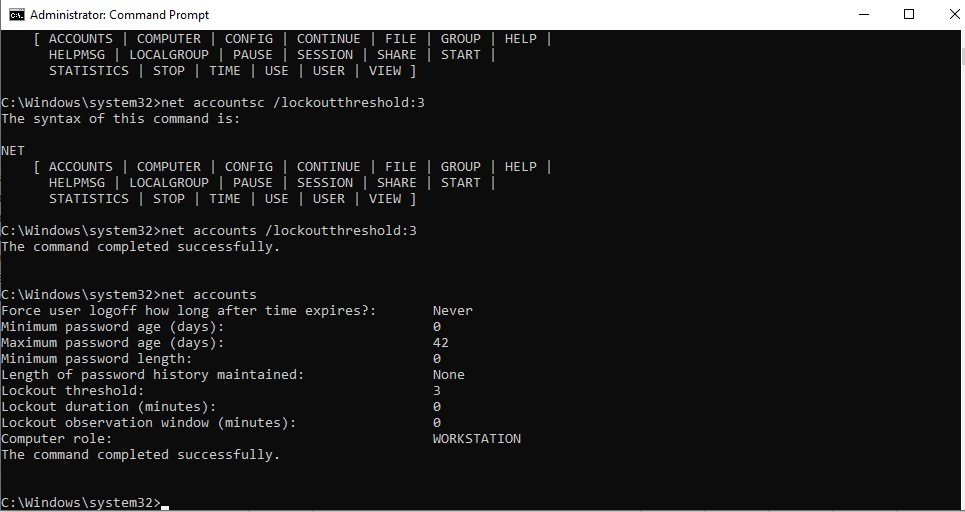 Administrator: Command Prompt
[ ACCOUNTS | COMPUTER | CONFIG | CONTINUE | FILE | GROUP | HELP |
HELPMSG | LOCALGROUP | PAUSE | SESSION | SHARE | START |
STATISTICS | STOP | TIME | USE | USER | VIEW ]
C:\Windows\system32>net accountsc /lockoutthreshold:3
The syntax of this command is:
NET
[ ACCOUNTS | COMPUTER | CONFIG | CONTINUE | FILE | GROUP | HELP |
HELPMSG | LOCALGROUP | PAUSE | SESSION | SHARE | START |
STATISTICS | STOP | TIME | USE | USER | VIEW ]
C:\Windows\system32>net accounts /lockoutthreshold:3
The command completed successfully.
C:\Windows\system32>net accounts
Force user logoff how long after time expires?: Never
Minimum password age (days): 0
Maximum password age (days): 42
Minimum password length: 0
Length of password history maintained: None
Lockout threshold: 3
Lockout duration (minutes): 0
Lockout observation window (minutes): 0
Computer role: WORKSTATION
The command completed successfully.
C:\Windows\system32>